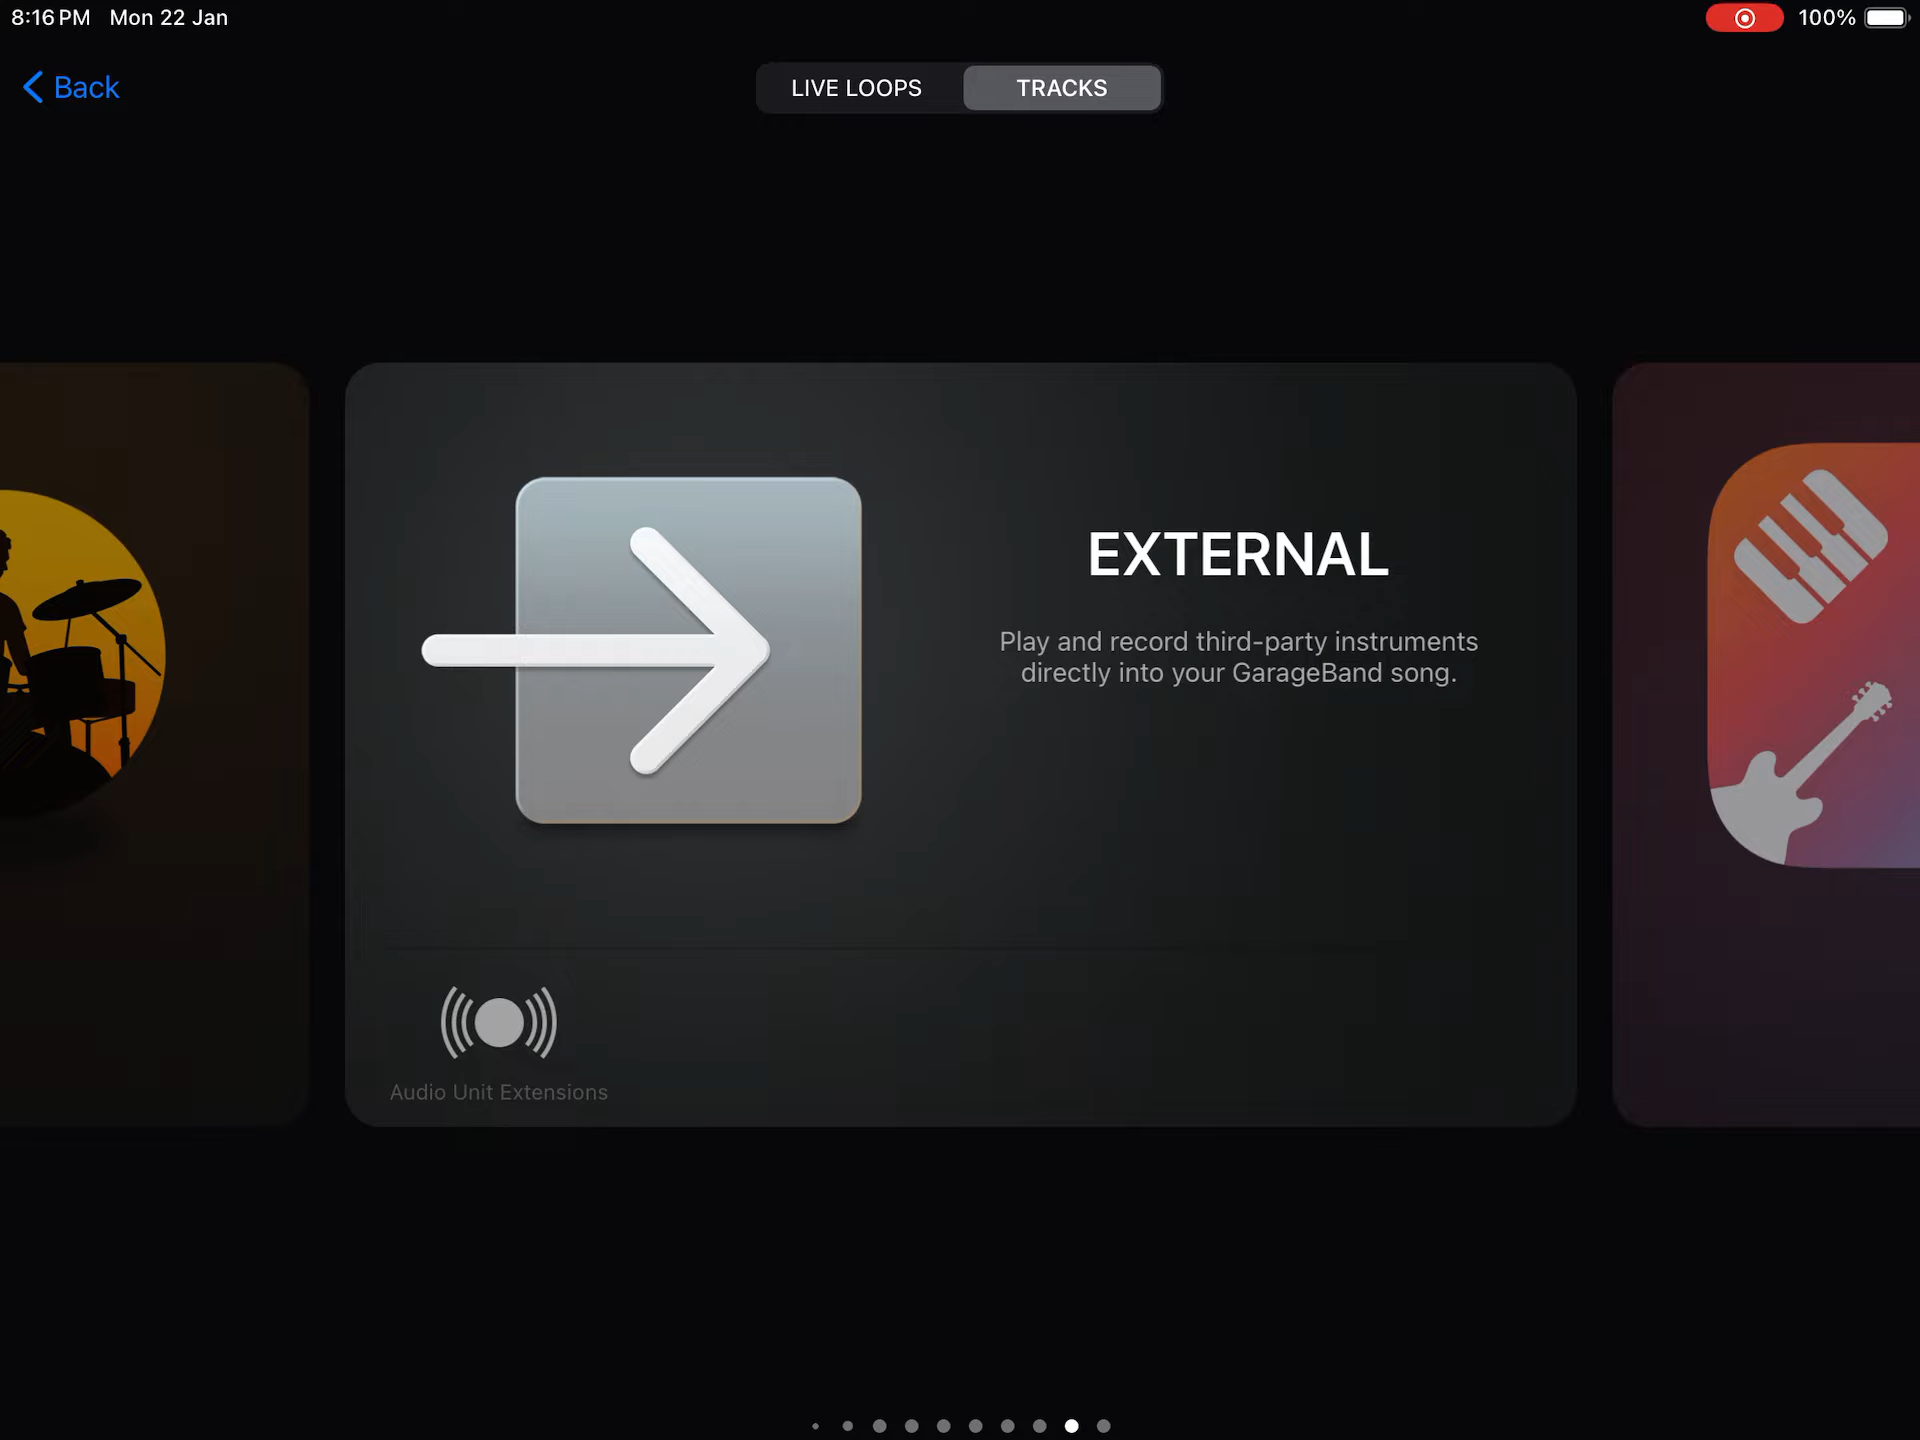 8:16 PM Mon 22 Jan
100%
Back
LIVE LOOPS
TRACKS
EXTERNAL
Play and record third-party instruments
directly into your GarageBand song.
Audio Unit Extensions